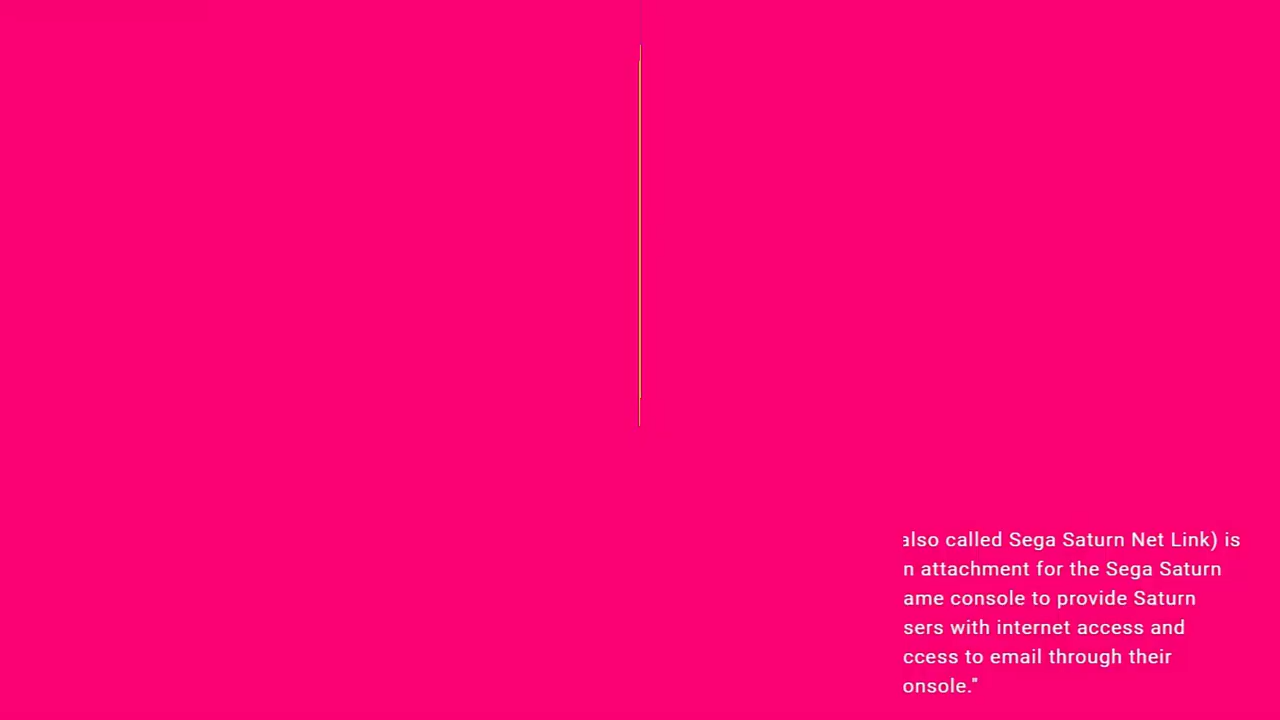 also called Sega Saturn Net Link) is
n attachment for the Sega Saturn
ame console to provide Saturn
sers with internet access and
ccess to email through their
onsole."